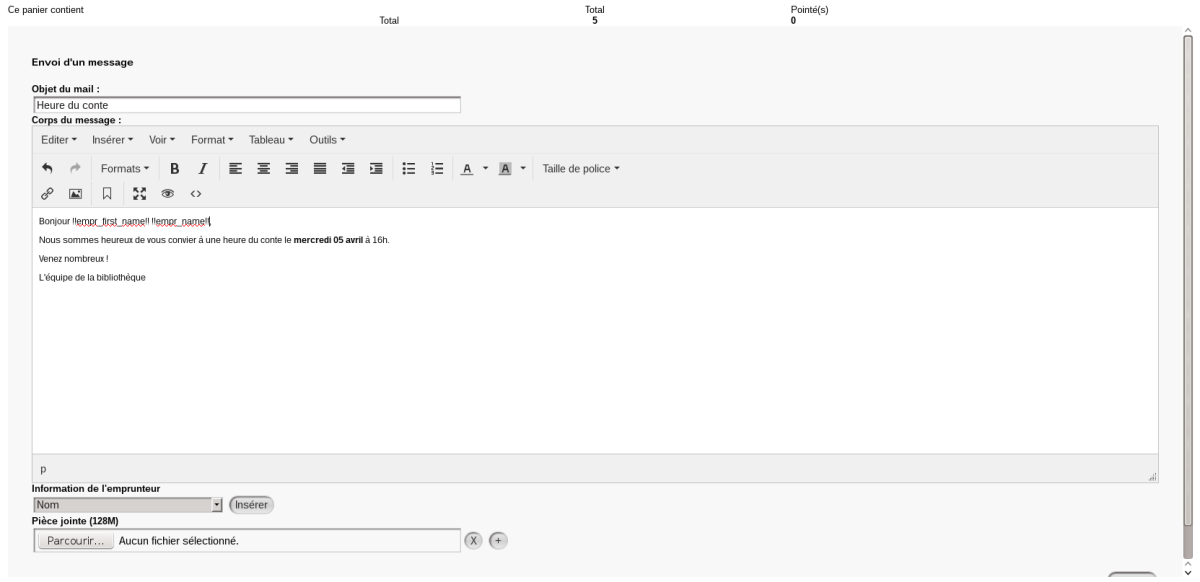 Ce panier contient Total Pointé(s)
Total 5 0
Envoi d'un message
Objet du mail :
Heure du conte
Corps du message :
Editer Insérer Voir Format Tableau Outils
Formats B I A A Taille de police
Bonjour !!empr_first_name!! !!empr_name!!,
Nous sommes heureux de vous convier à une heure du conte le mercredi 05 avril à 16h.
Venez nombreux !
L'équipe de la bibliothèque
p
Information de l'emprunteur
Nom Insérer
Pièce jointe (128M)
Parcourir... Aucun fichier sélectionné. X +